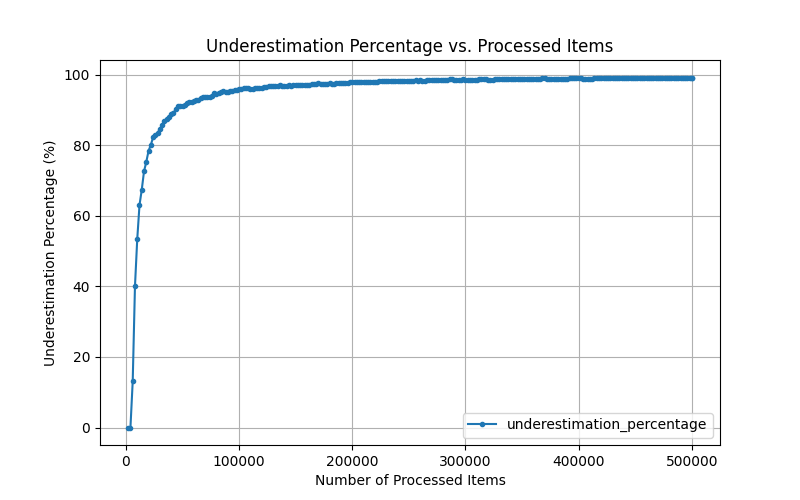 Underestimation Percentage vs. Processed Items
Underestimation Percentage (%)
100
80
60
40
20
0
underestimation_percentage
0 100000 200000 300000 400000 500000
Number of Processed Items